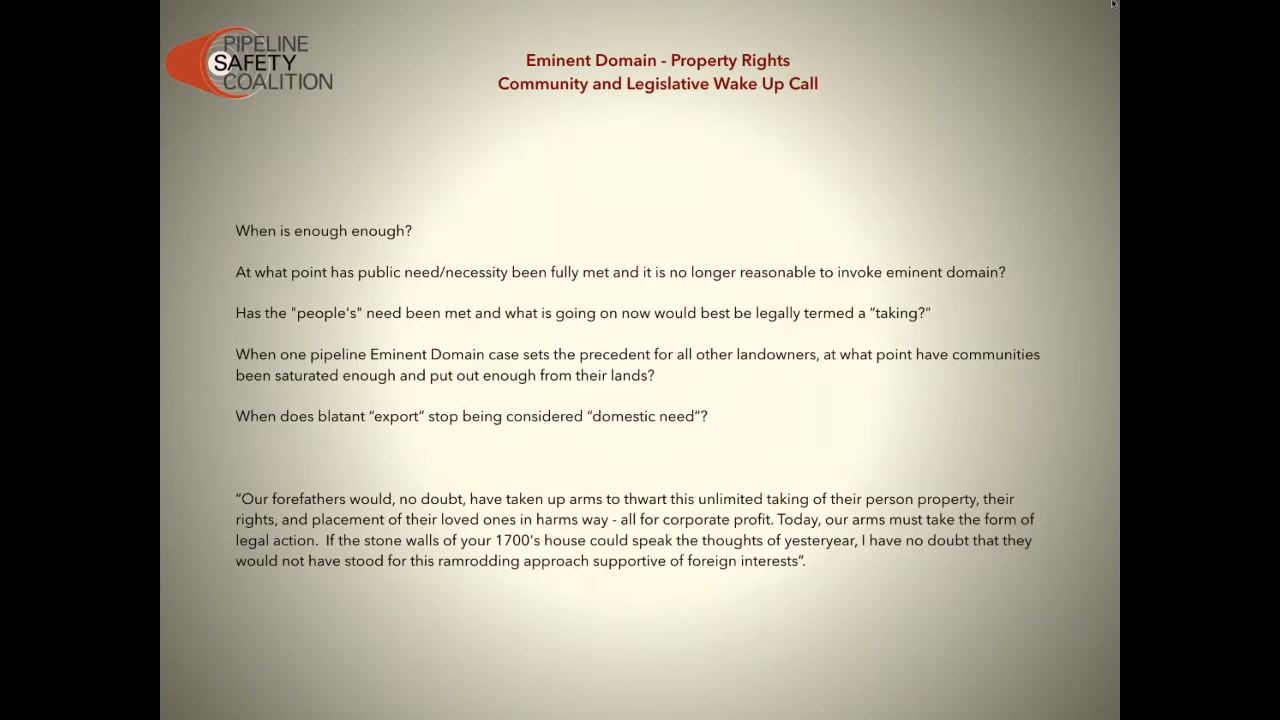 PIPELINE
SAFETY
COALITION
Eminent Domain - Property Rights
Community and Legislative Wake Up Call
When is enough enough?
At what point has public need/necessity been fully met and it is no longer reasonable to invoke eminent domain?
Has the "people's" need been met and what is going on now would best be legally termed a “taking?"
When one pipeline Eminent Domain case sets the precedent for all other landowners, at what point have communities
been saturated enough and put out enough from their lands?
When does blatant “export” stop being considered “domestic need”?
“Our forefathers would, no doubt, have taken up arms to thwart this unlimited taking of their person property, their
rights, and placement of their loved ones in harms way - all for corporate profit. Today, our arms must take the form of
legal action.  If the stone walls of your 1700's house could speak the thoughts of yesteryear, I have no doubt that they
would not have stood for this ramrodding approach supportive of foreign interests”.